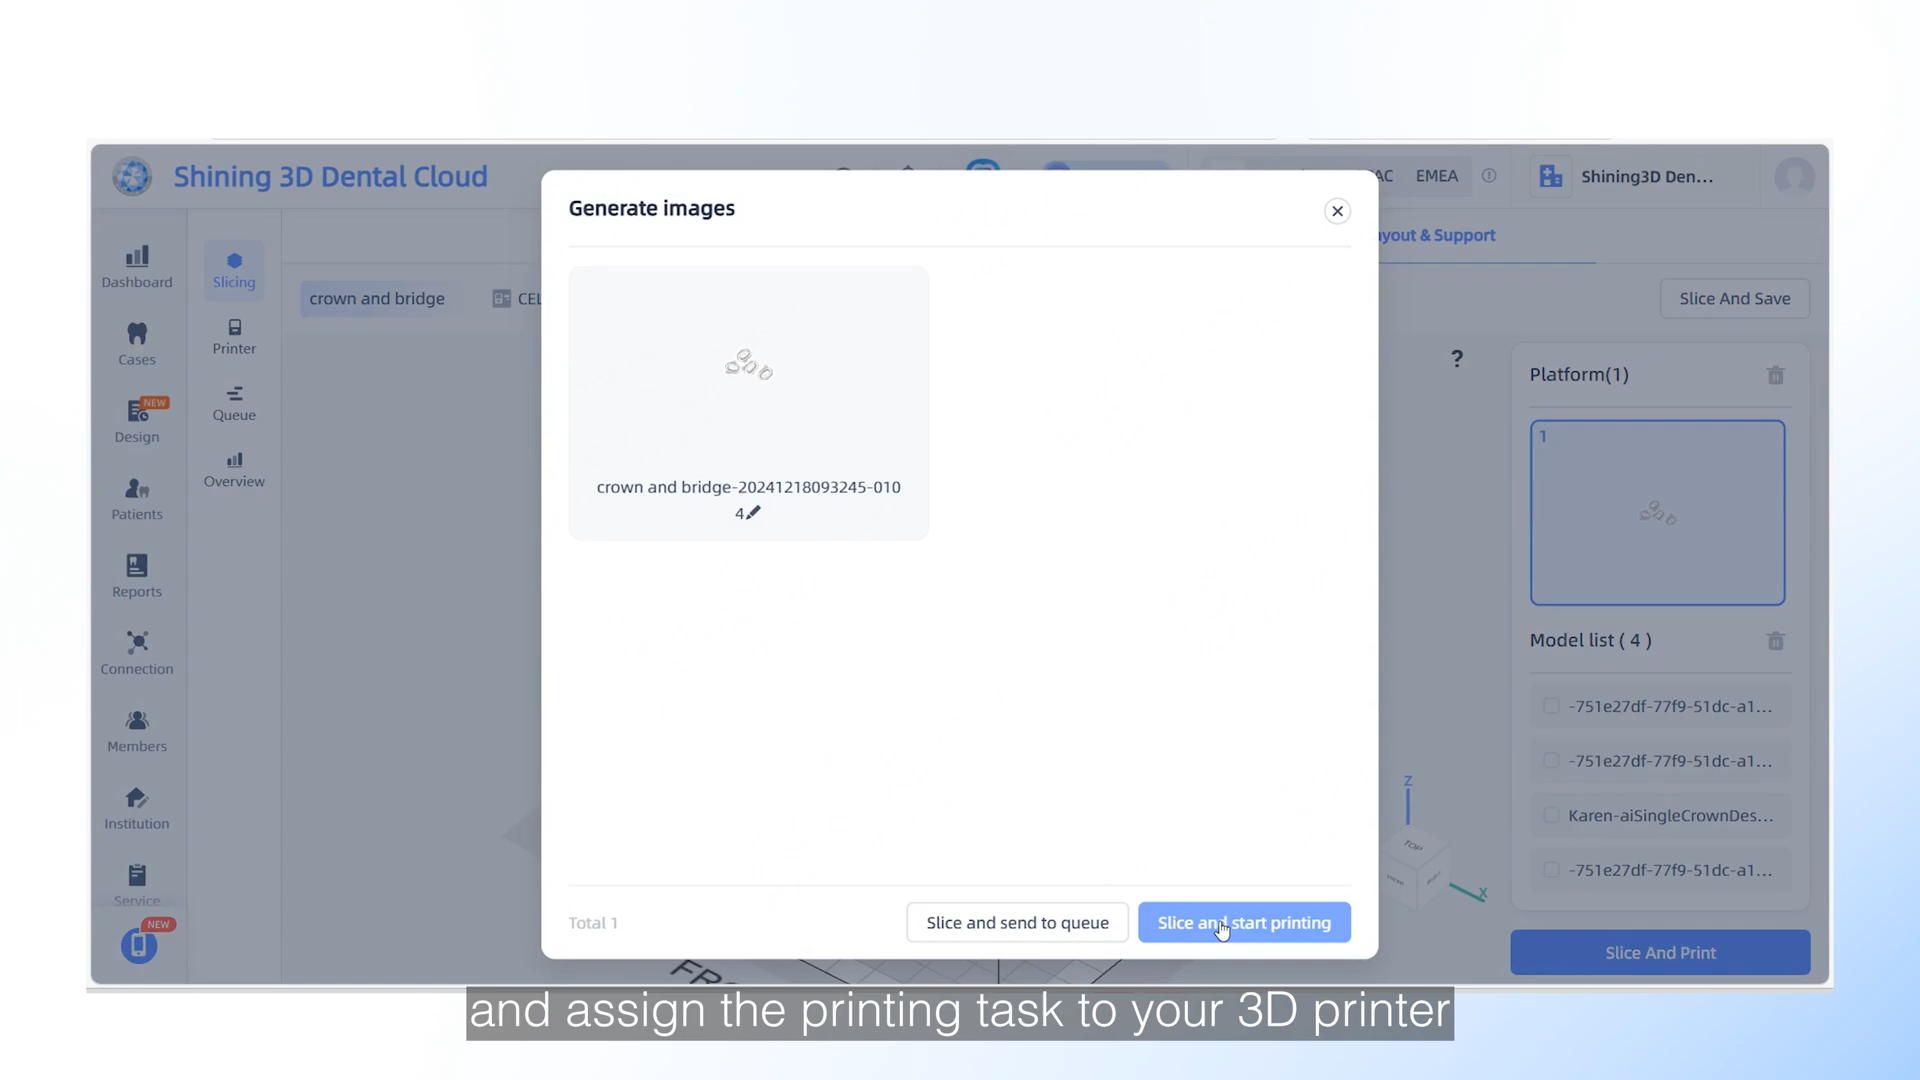 Shining 3D Dental Cloud
EMEA
Shining3D Den...
Generate images
yout & Support
Dashboard
Slicing
crown and bridge
CEL
Slice And Save
Printer
Cases
?
Platform(1)
NEW
Queue
Design
1
Overview
crown and bridge-20241218093245-010
4
Patients
Reports
Model list ( 4 )
Connection
-751e27df-77f9-51dc-a1...
Members
-751e27df-77f9-51dc-a1...
Z
Institution
Karen-aiSingleCrownDes...
TOP
-751e27df-77f9-51dc-a1...
X
Service
NEW
Total 1
Slice and send to queue
Slice and start printing
Slice And Print
and assign the printing task to your 3D printer